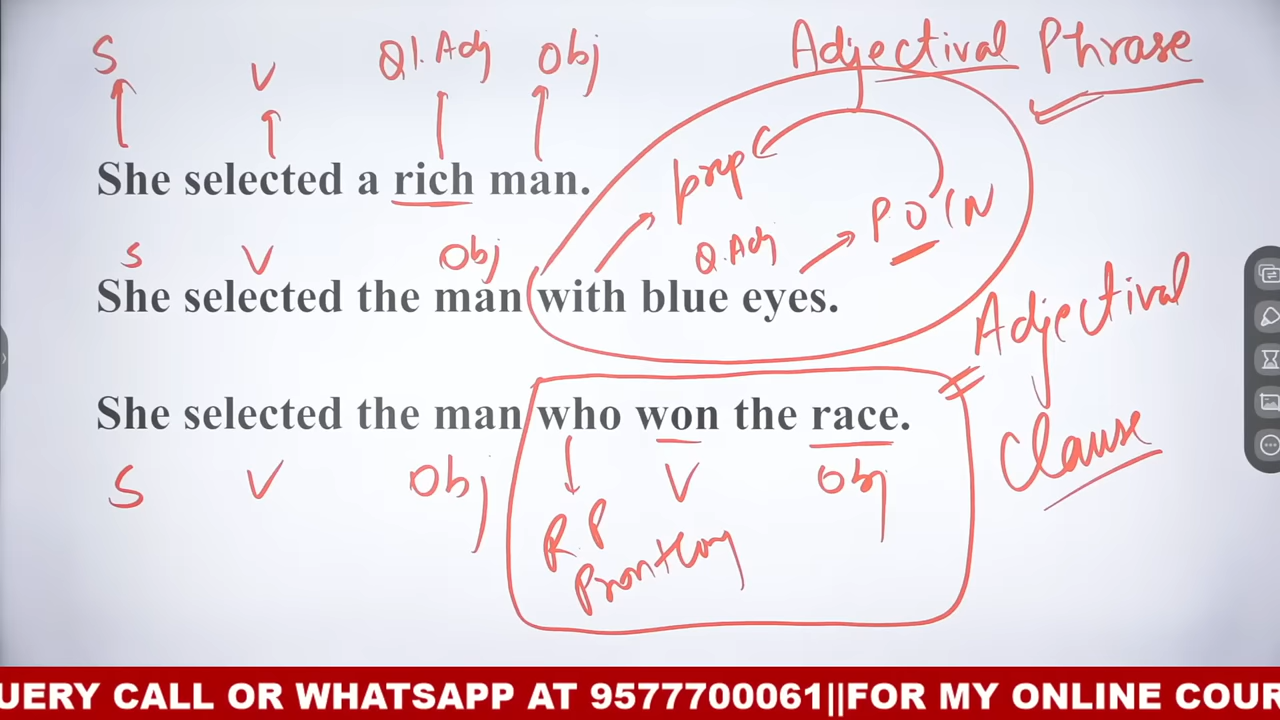 S V Ql. Adj Obj Adjectival Phrase
She selected a rich man.
prep
Q. Adj P O
S V Obj
She selected the man with blue eyes.
Adjectival
She selected the man who won the race.
Clause
S V Obj V Obj
R.P
UERY CALL OR WHATSAPP AT 9577700061||FOR MY ONLINE COUR